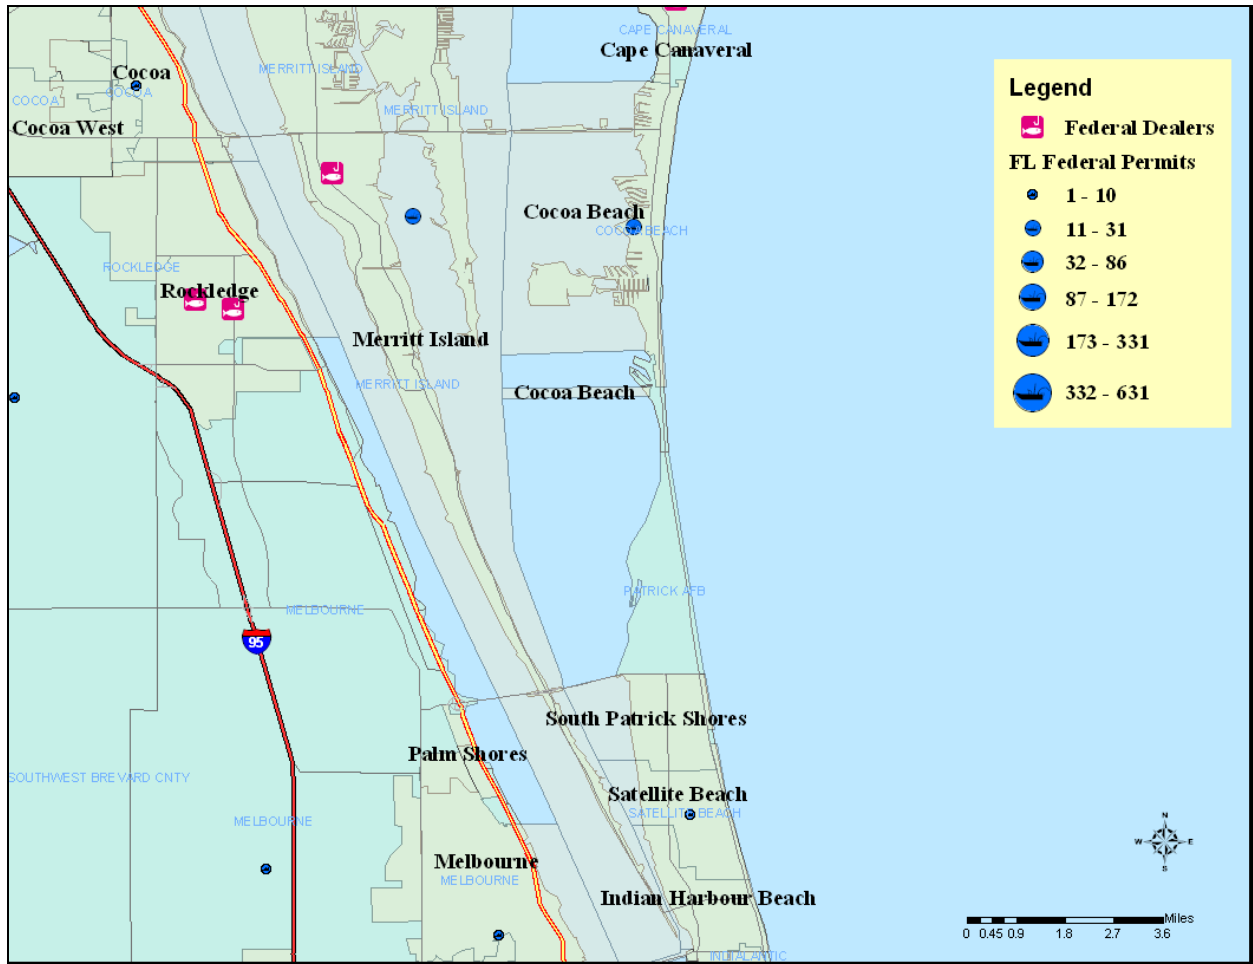 CAPE CANAVERAL
Cape Canaveral
Cocoa
MERRITT ISLAND
COCOA
COCOA
MERRITT ISLAND
Cocoa West
Cocoa Beach
COCOA BEACH
ROCKLEDGE
Rockledge
Merritt Island
MERRITT ISLAND
Cocoa Beach
PATRICK AFB
MELBOURNE
95
South Patrick Shores
Palm Shores
SOUTHWEST BREVARD CNTY
Satellite Beach
SATELLITE BEACH
MELBOURNE
Melbourne
MELBOURNE
Indian Harbour Beach
INDIALANTIC
Legend
Federal Dealers
FL Federal Permits
1 - 10
11 - 31
32 - 86
87 - 172
173 - 331
332 - 631
N
W E
S
Miles
0 0.45 0.9 1.8 2.7 3.6